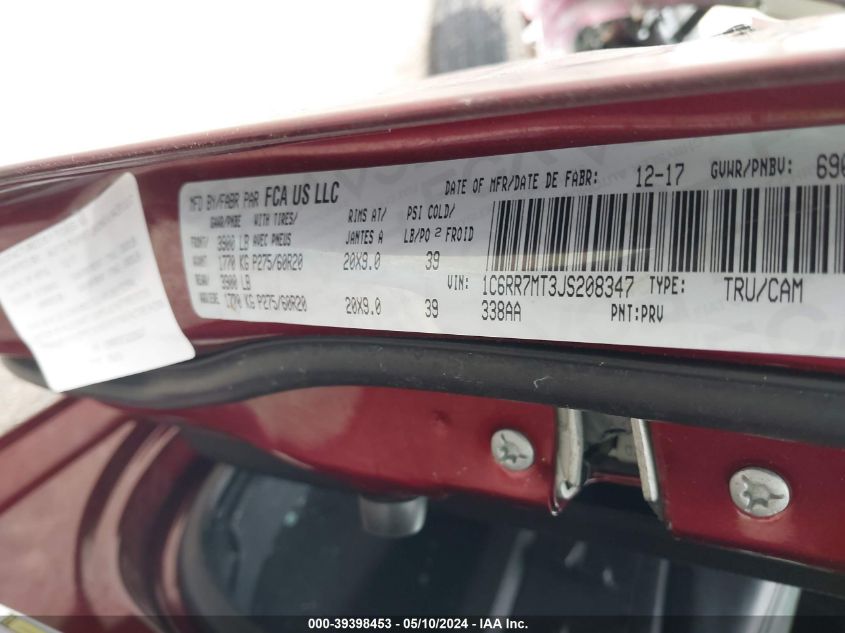 MFD BY/FABR PAR FCA US LLC
DATE OF MFR/DATE DE FABR: 12-17 GVWR/PNBV: 690
GAWR/PNBE WITH TIRES/ RIMS AT/ PSI COLD/
FRONT/ 3900 LB AVEC PNEUS JANTES A LB/PO 2 FROID
AVANT 1770 KG P275/60R20 20X9.0 39
REAR/ 3900 LB
ARRIERE 1770 KG P275/60R20 20X9.0 39
VIN: 1C6RR7MT3JS208347 TYPE: TRU/CAM
338AA PNT:PRV
000-39398453 - 05/10/2024 - IAA Inc.